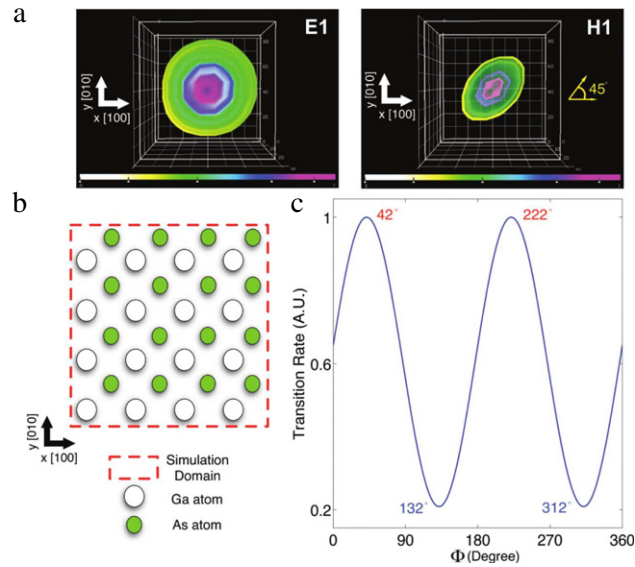 a
E1
H1
y [010]
x [100]
y [010]
x [100]
45°
b
c
y [010]
x [100]
Simulation
Domain
Ga atom
As atom
Transition Rate (A.U.)
1
0.6
0.2
42°
222°
132°
312°
0 90 180 270 360
Φ (Degree)